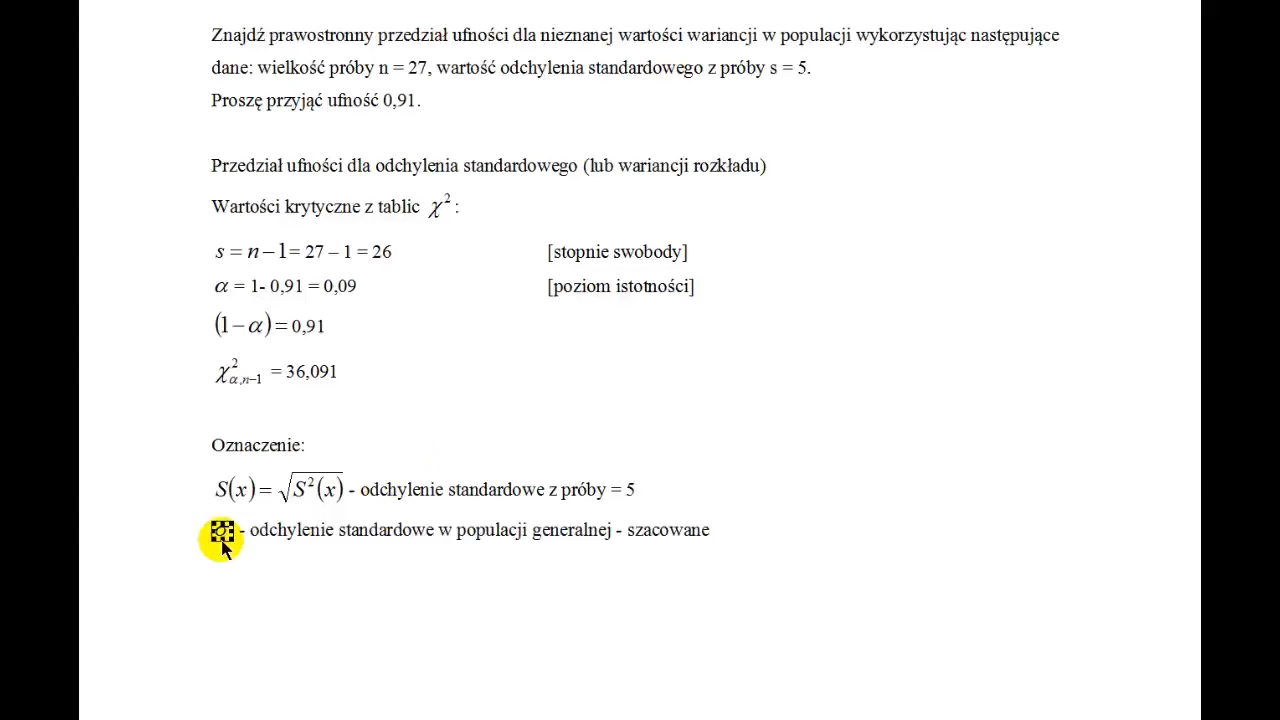 Znajdź prawostronny przedział ufności dla nieznanej wartości wariancji w populacji wykorzystując następujące
dane: wielkość próby n = 27, wartość odchylenia standardowego z próby s = 5.
Proszę przyjąć ufność 0,91.
Przedział ufności dla odchylenia standardowego (lub wariancji rozkładu)
Wartości krytyczne z tablic χ² :
s = n − 1 = 27 – 1 = 26 [stopnie swobody]
α = 1- 0,91 = 0,09 [poziom istotności]
(1 − α) = 0,91
χ²α,n−1 = 36,091
Oznaczenie:
S(x) = √S²(x) - odchylenie standardowe z próby = 5
σ - odchylenie standardowe w populacji generalnej - szacowane